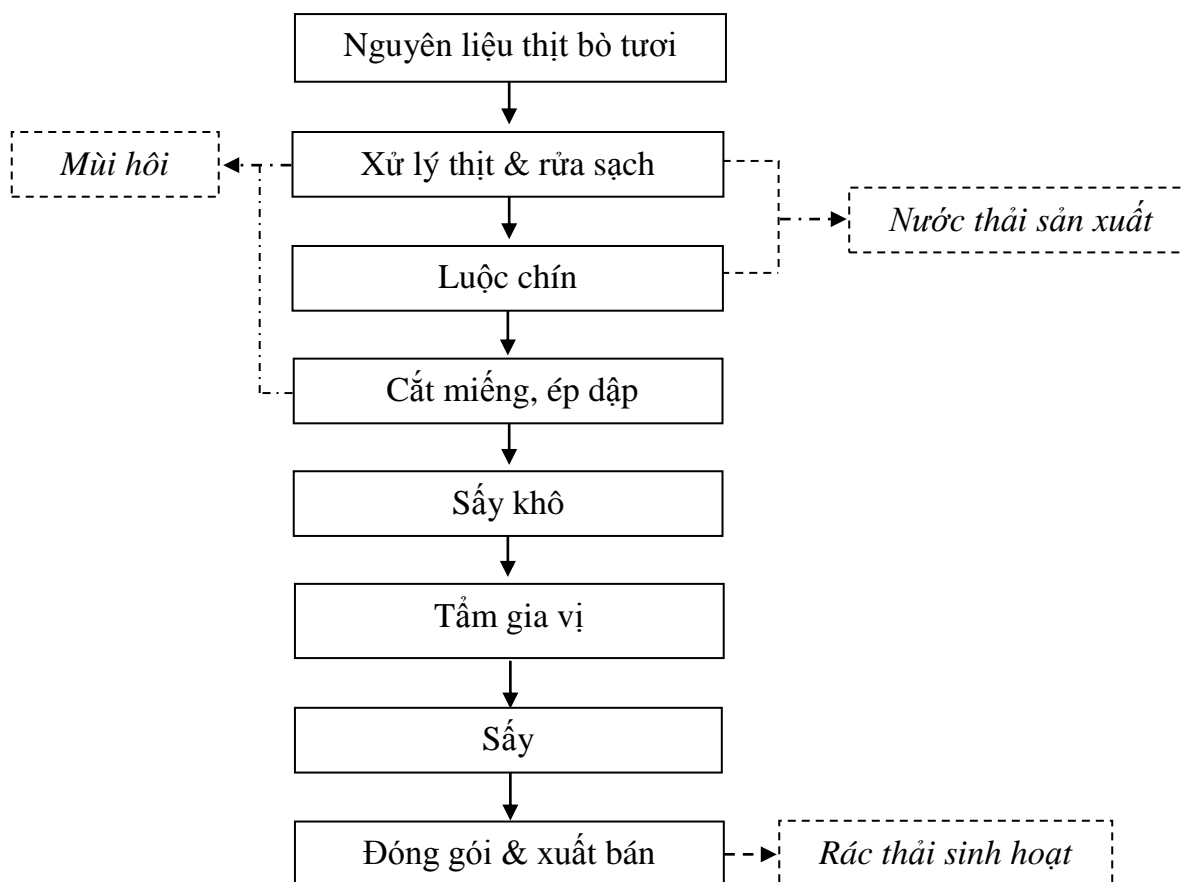 Nguyên liệu thịt bò tươi
Mùi hôi
Xử lý thịt & rửa sạch
Nước thải sản xuất
Luộc chín
Cắt miếng, ép dập
Sấy khô
Tẩm gia vị
Sấy
Đóng gói & xuất bán
Rác thải sinh hoạt